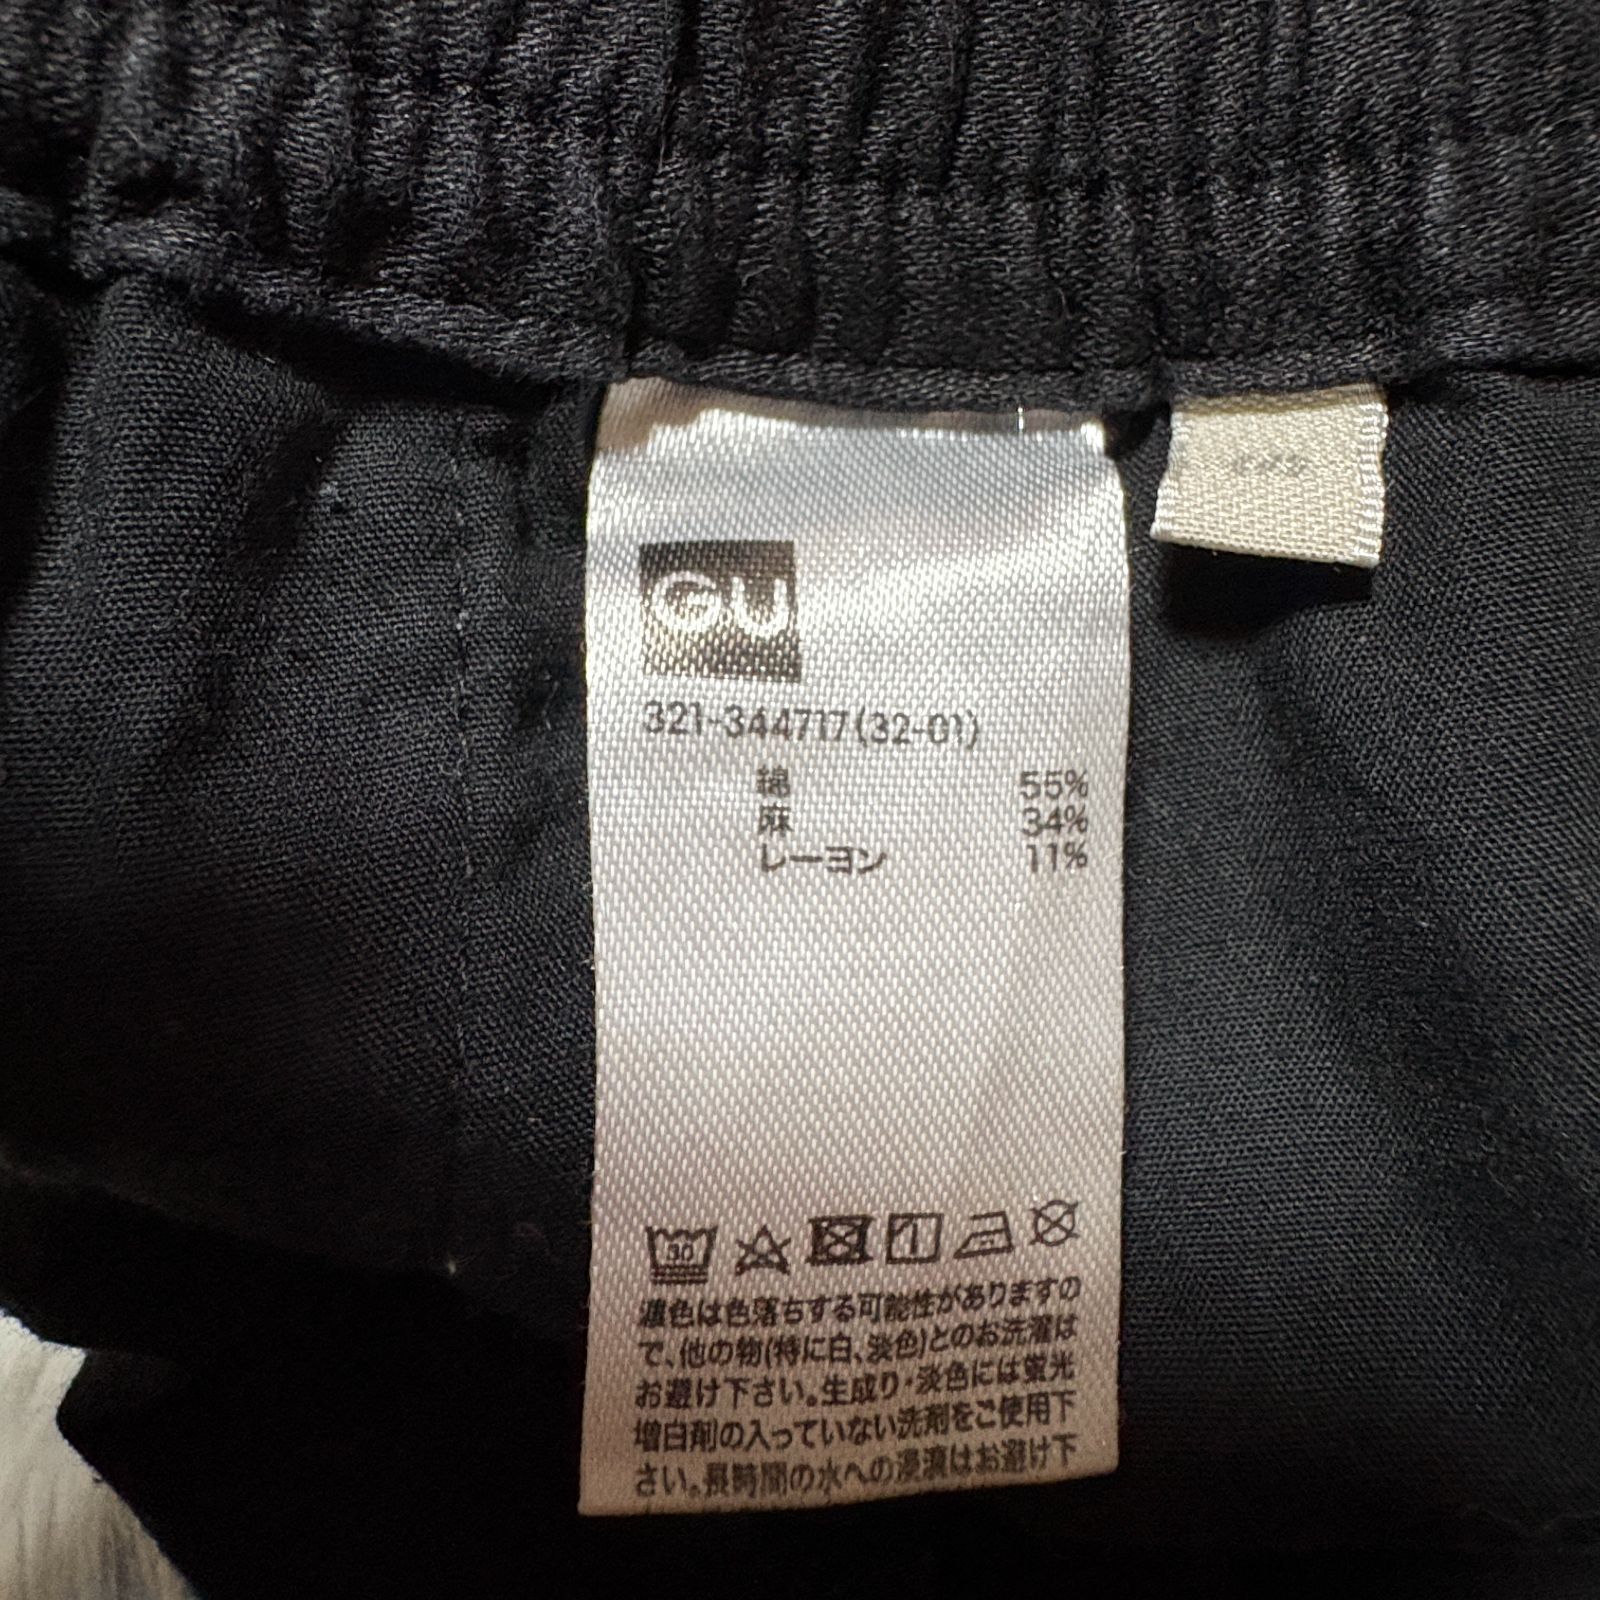 GU
321-344717(32-01)
綿 55%
麻 34%
レーヨン 11%
30
濃色は色落ちする可能性がありますの
で、他の物(特に白、淡色)とのお洗濯は
お避け下さい。生成り・淡色には蛍光
増白剤の入っていない洗剤をご使用下
さい。長時間の水への浸漬はお避け下